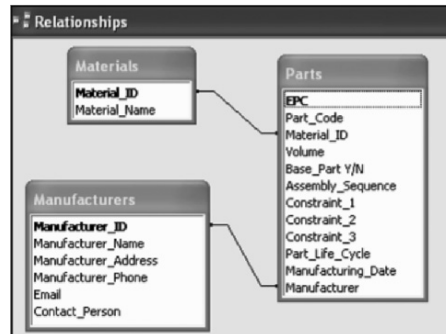 Relationships
Materials
Material_ID
Material_Name
Parts
EPC
Part_Code
Material_ID
Volume
Base_Part Y/N
Assembly_Sequence
Constraint_1
Constraint_2
Constraint_3
Part_Life_Cycle
Manufacturing_Date
Manufacturer
Manufacturers
Manufacturer_ID
Manufacturer_Name
Manufacturer_Address
Manufacturer_Phone
Email
Contact_Person